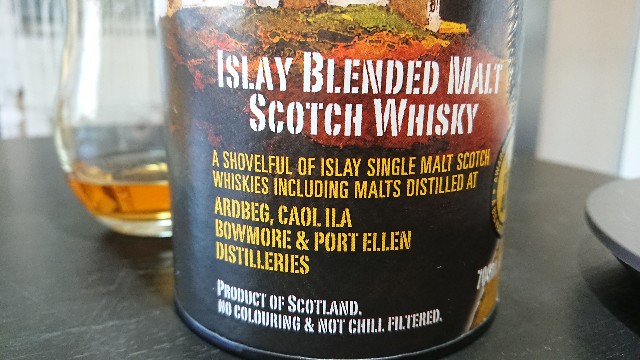 ISLAY BLENDED MALT
SCOTCH WHISKY
A SHOVELFUL OF ISLAY SINGLE MALT SCOTCH
WHISKIES INCLUDING MALTS DISTILLED AT
ARDBEG, CAOL ILA
BOWMORE & PORT ELLEN
DISTILLERIES
PRODUCT OF SCOTLAND.
NO COLOURING & NOT CHILL FILTERED.